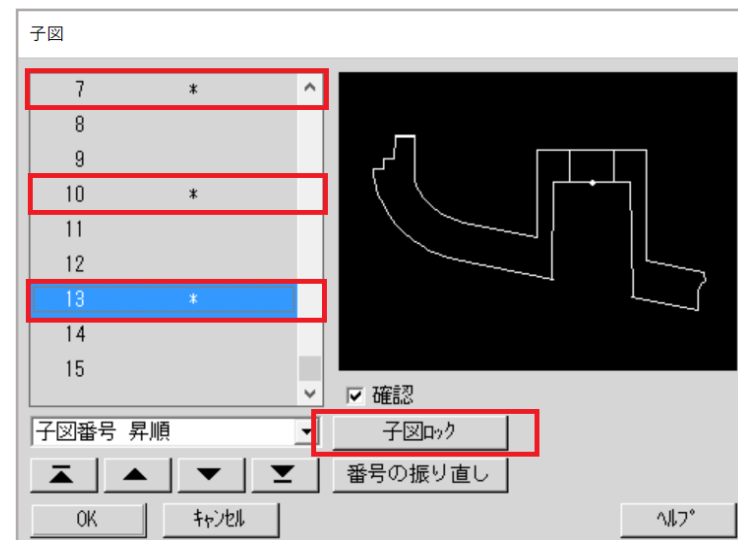 子図
7 *
8
9
10 *
11
12
13 *
14
15
確認
子図番号 昇順
子図ﾛｯｸ
番号の振り直し
OK
ｷｬﾝｾﾙ
ﾍﾙﾌﾟ